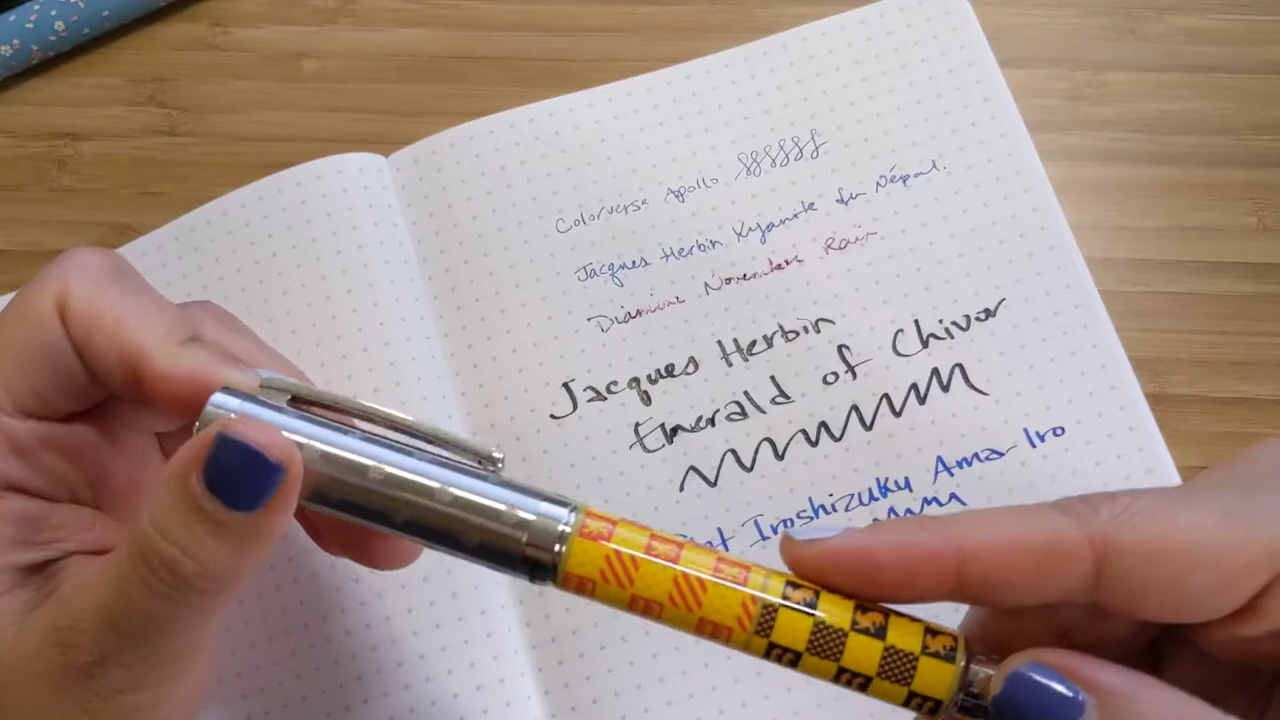 Colorverse Apollo
Jacques Herbin Kyanite du Népal.
Diamine November Rain
Jacques Herbin
Emerald of Chivor
Iroshizuku Ama-Iro